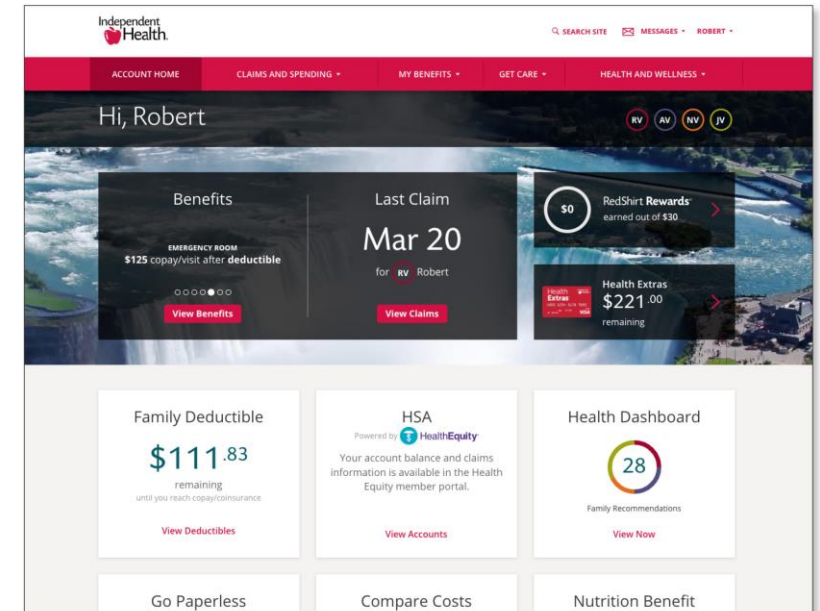 Independent
Health.
SEARCH SITE MESSAGES ROBERT
ACCOUNT HOME CLAIMS AND SPENDING MY BENEFITS GET CARE HEALTH AND WELLNESS
Hi, Robert
RV AV NV JV
Benefits
EMERGENCY ROOM
$125 copay/visit after deductible
View Benefits
Last Claim
Mar 20
for RV Robert
View Claims
$0
RedShirt Rewards
earned out of $30
Health Extras
Health Extras
$221.00
remaining
VISA
Family Deductible
$111.83
remaining
until you reach copay/coinsurance
View Deductibles
HSA
Powered by HealthEquity
Your account balance and claims
information is available in the Health
Equity member portal.
View Accounts
Health Dashboard
28
Family Recommendations
View Now
Go Paperless
Compare Costs
Nutrition Benefit